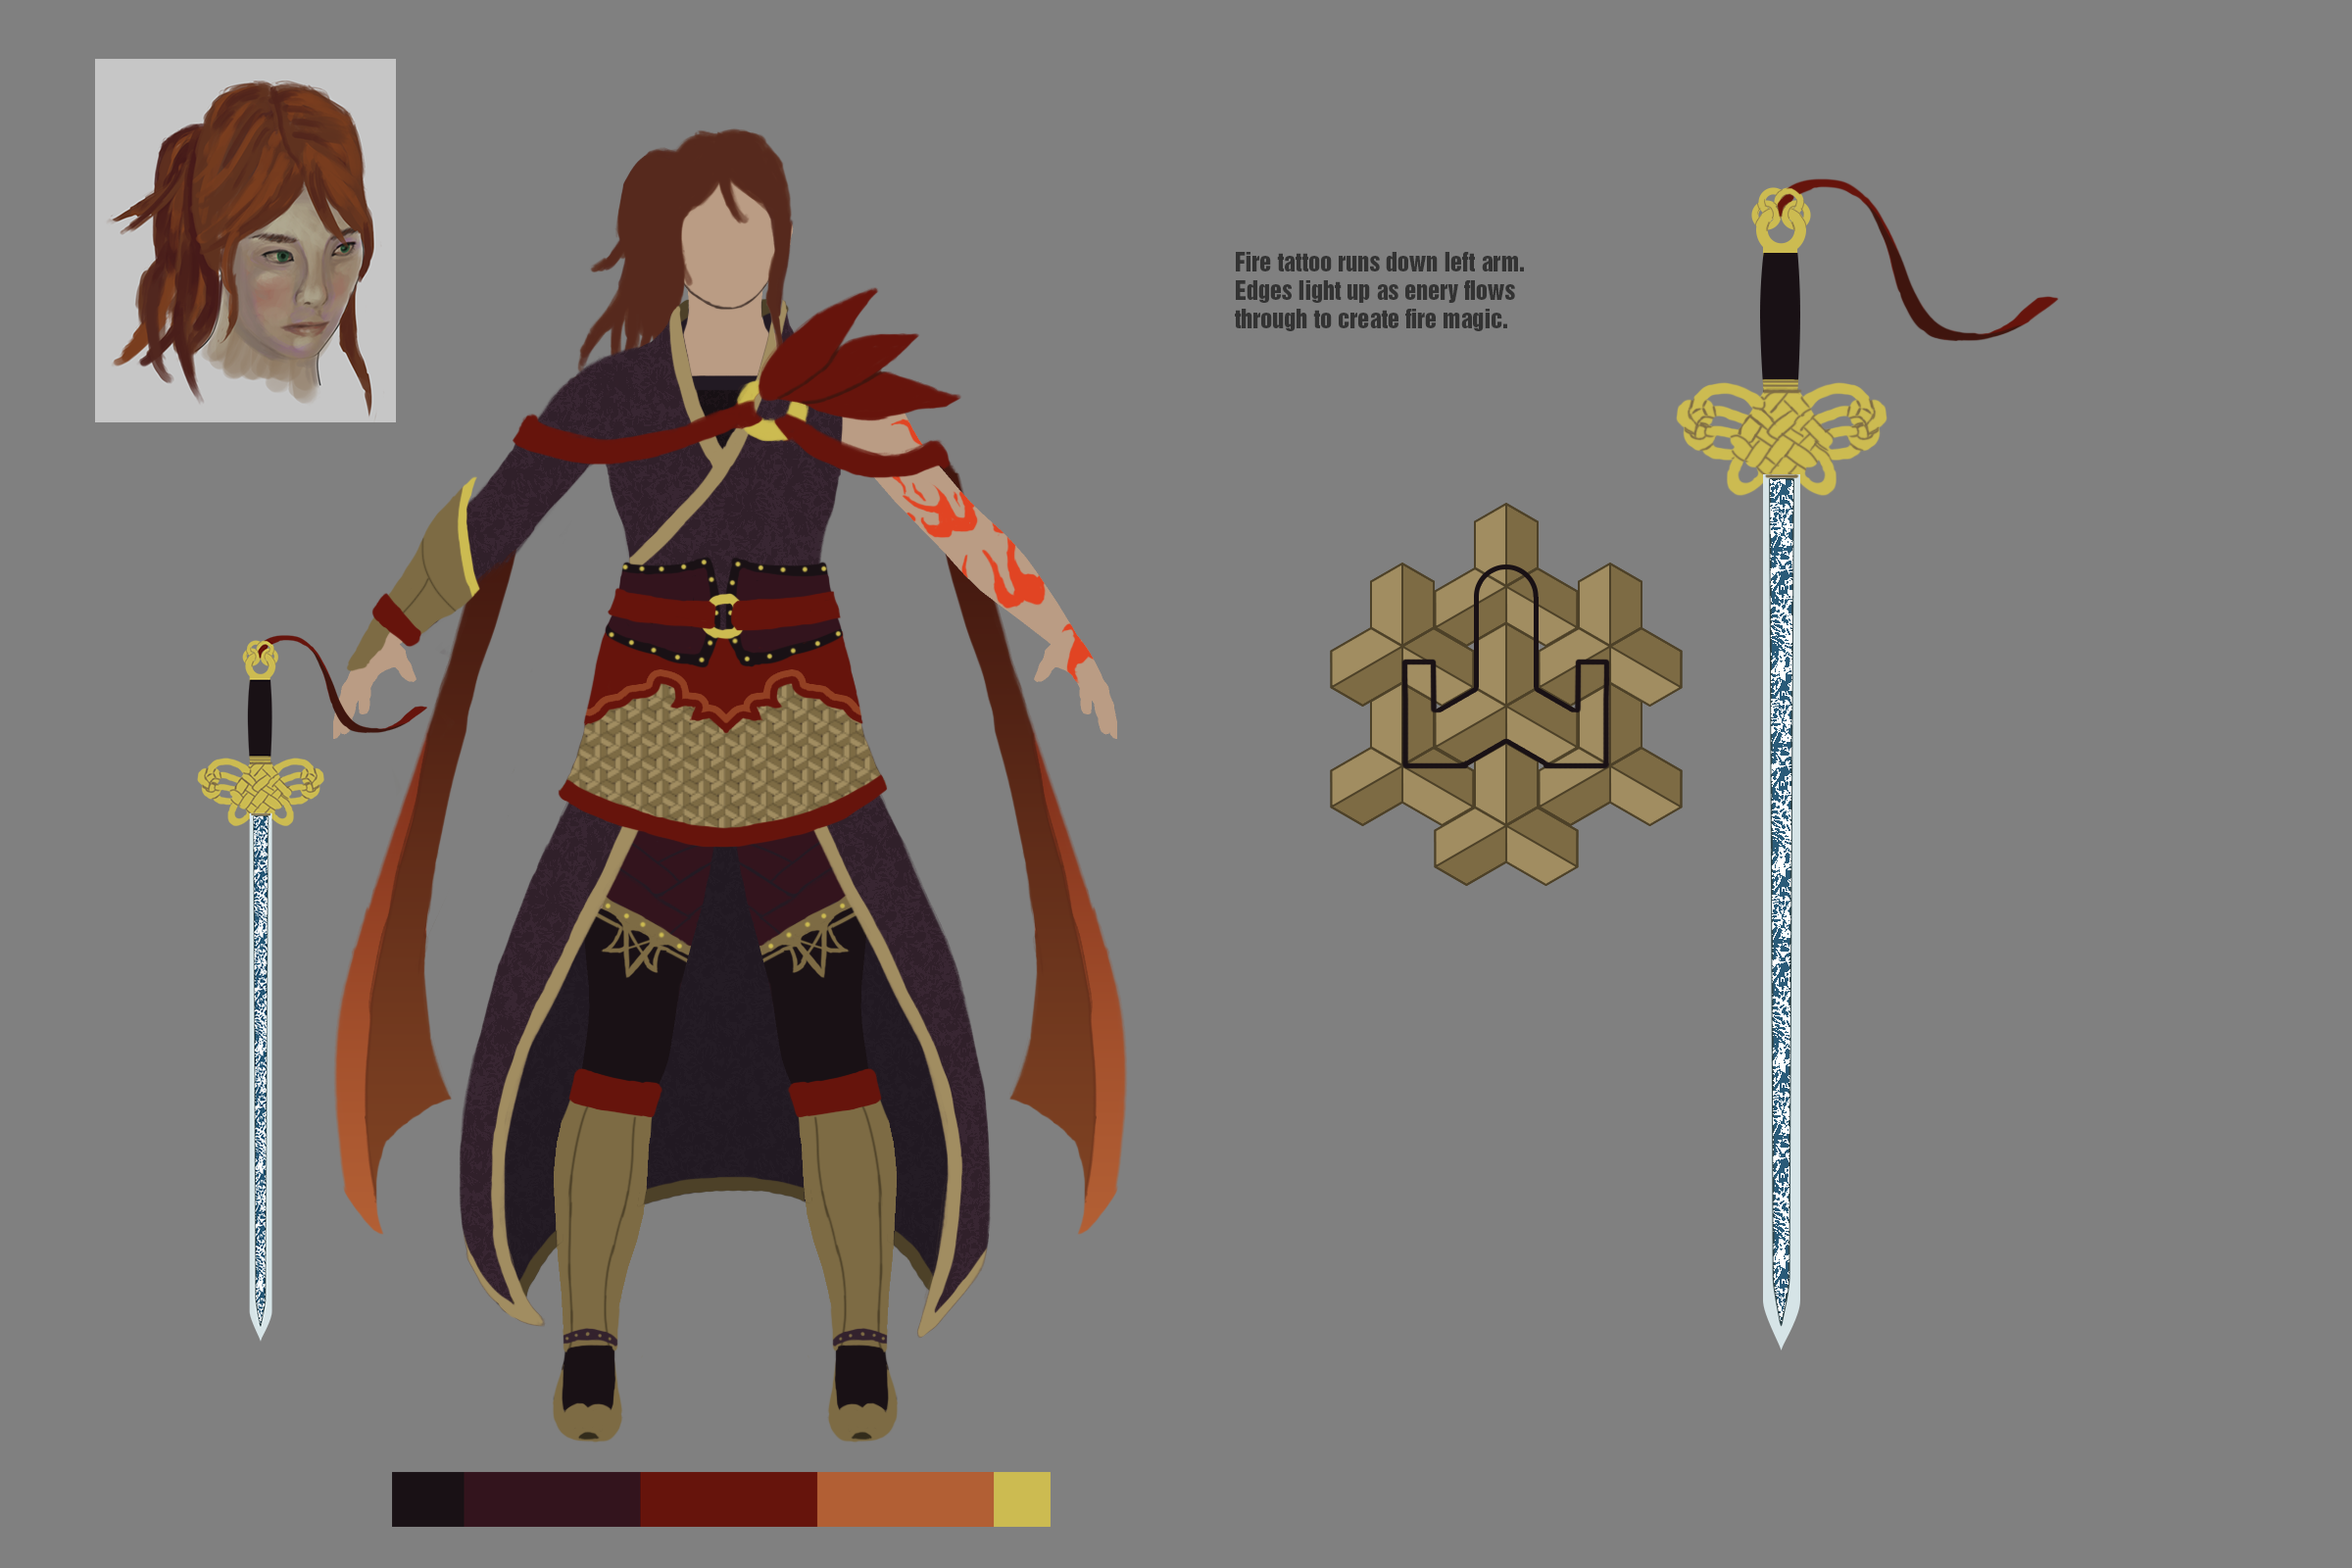 Fire tattoo runs down left arm.
Edges light up as enery flows
through to create fire magic.